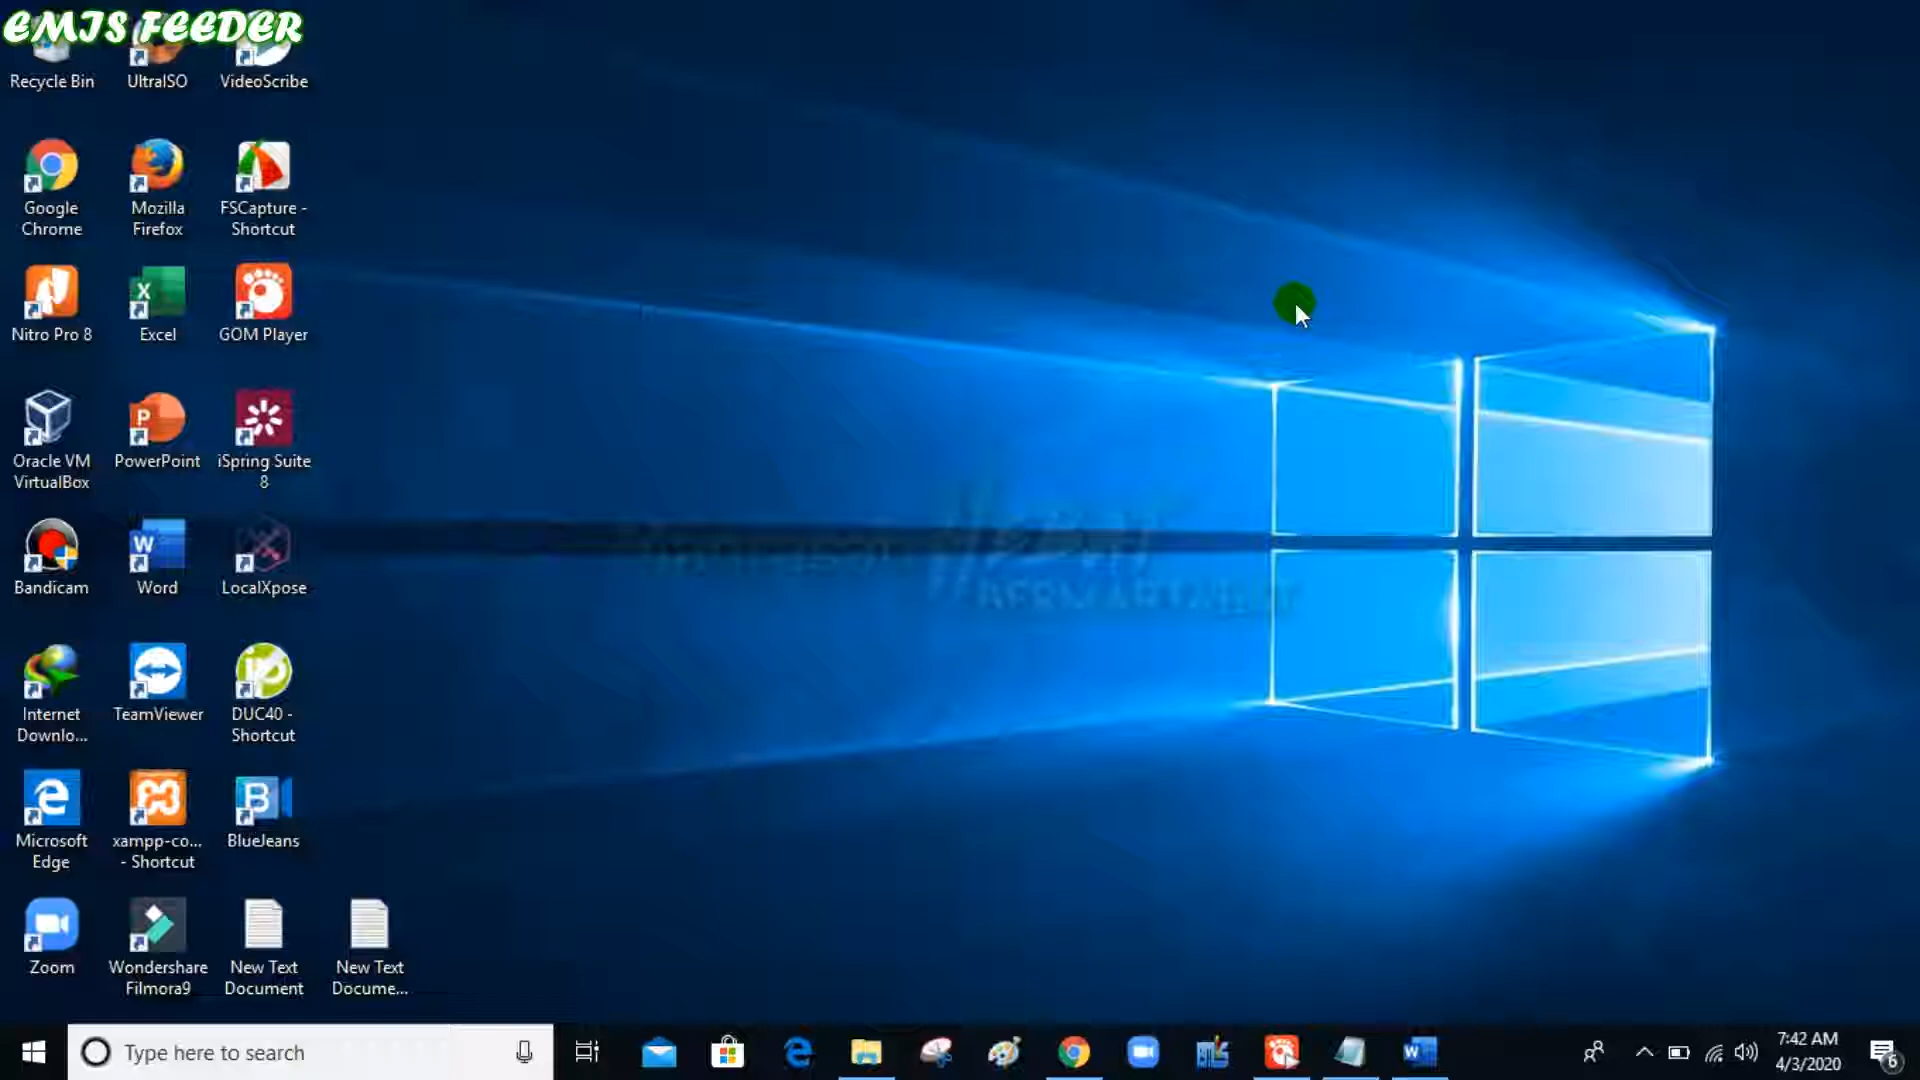 EMIS FEEDER
Recycle Bin
UltraISO
VideoScribe
Google
Chrome
Mozilla
Firefox
FSCapture -
Shortcut
Nitro Pro 8
Excel
GOM Player
Oracle VM
VirtualBox
PowerPoint
iSpring Suite
8
Bandicam
Word
LocalXpose
Internet
Downlo...
TeamViewer
DUC40 -
Shortcut
Microsoft
Edge
xampp-co...
- Shortcut
BlueJeans
Zoom
Wondershare
Filmora9
New Text
Document
New Text
Docume...
Type here to search
7:42 AM
4/3/2020
6